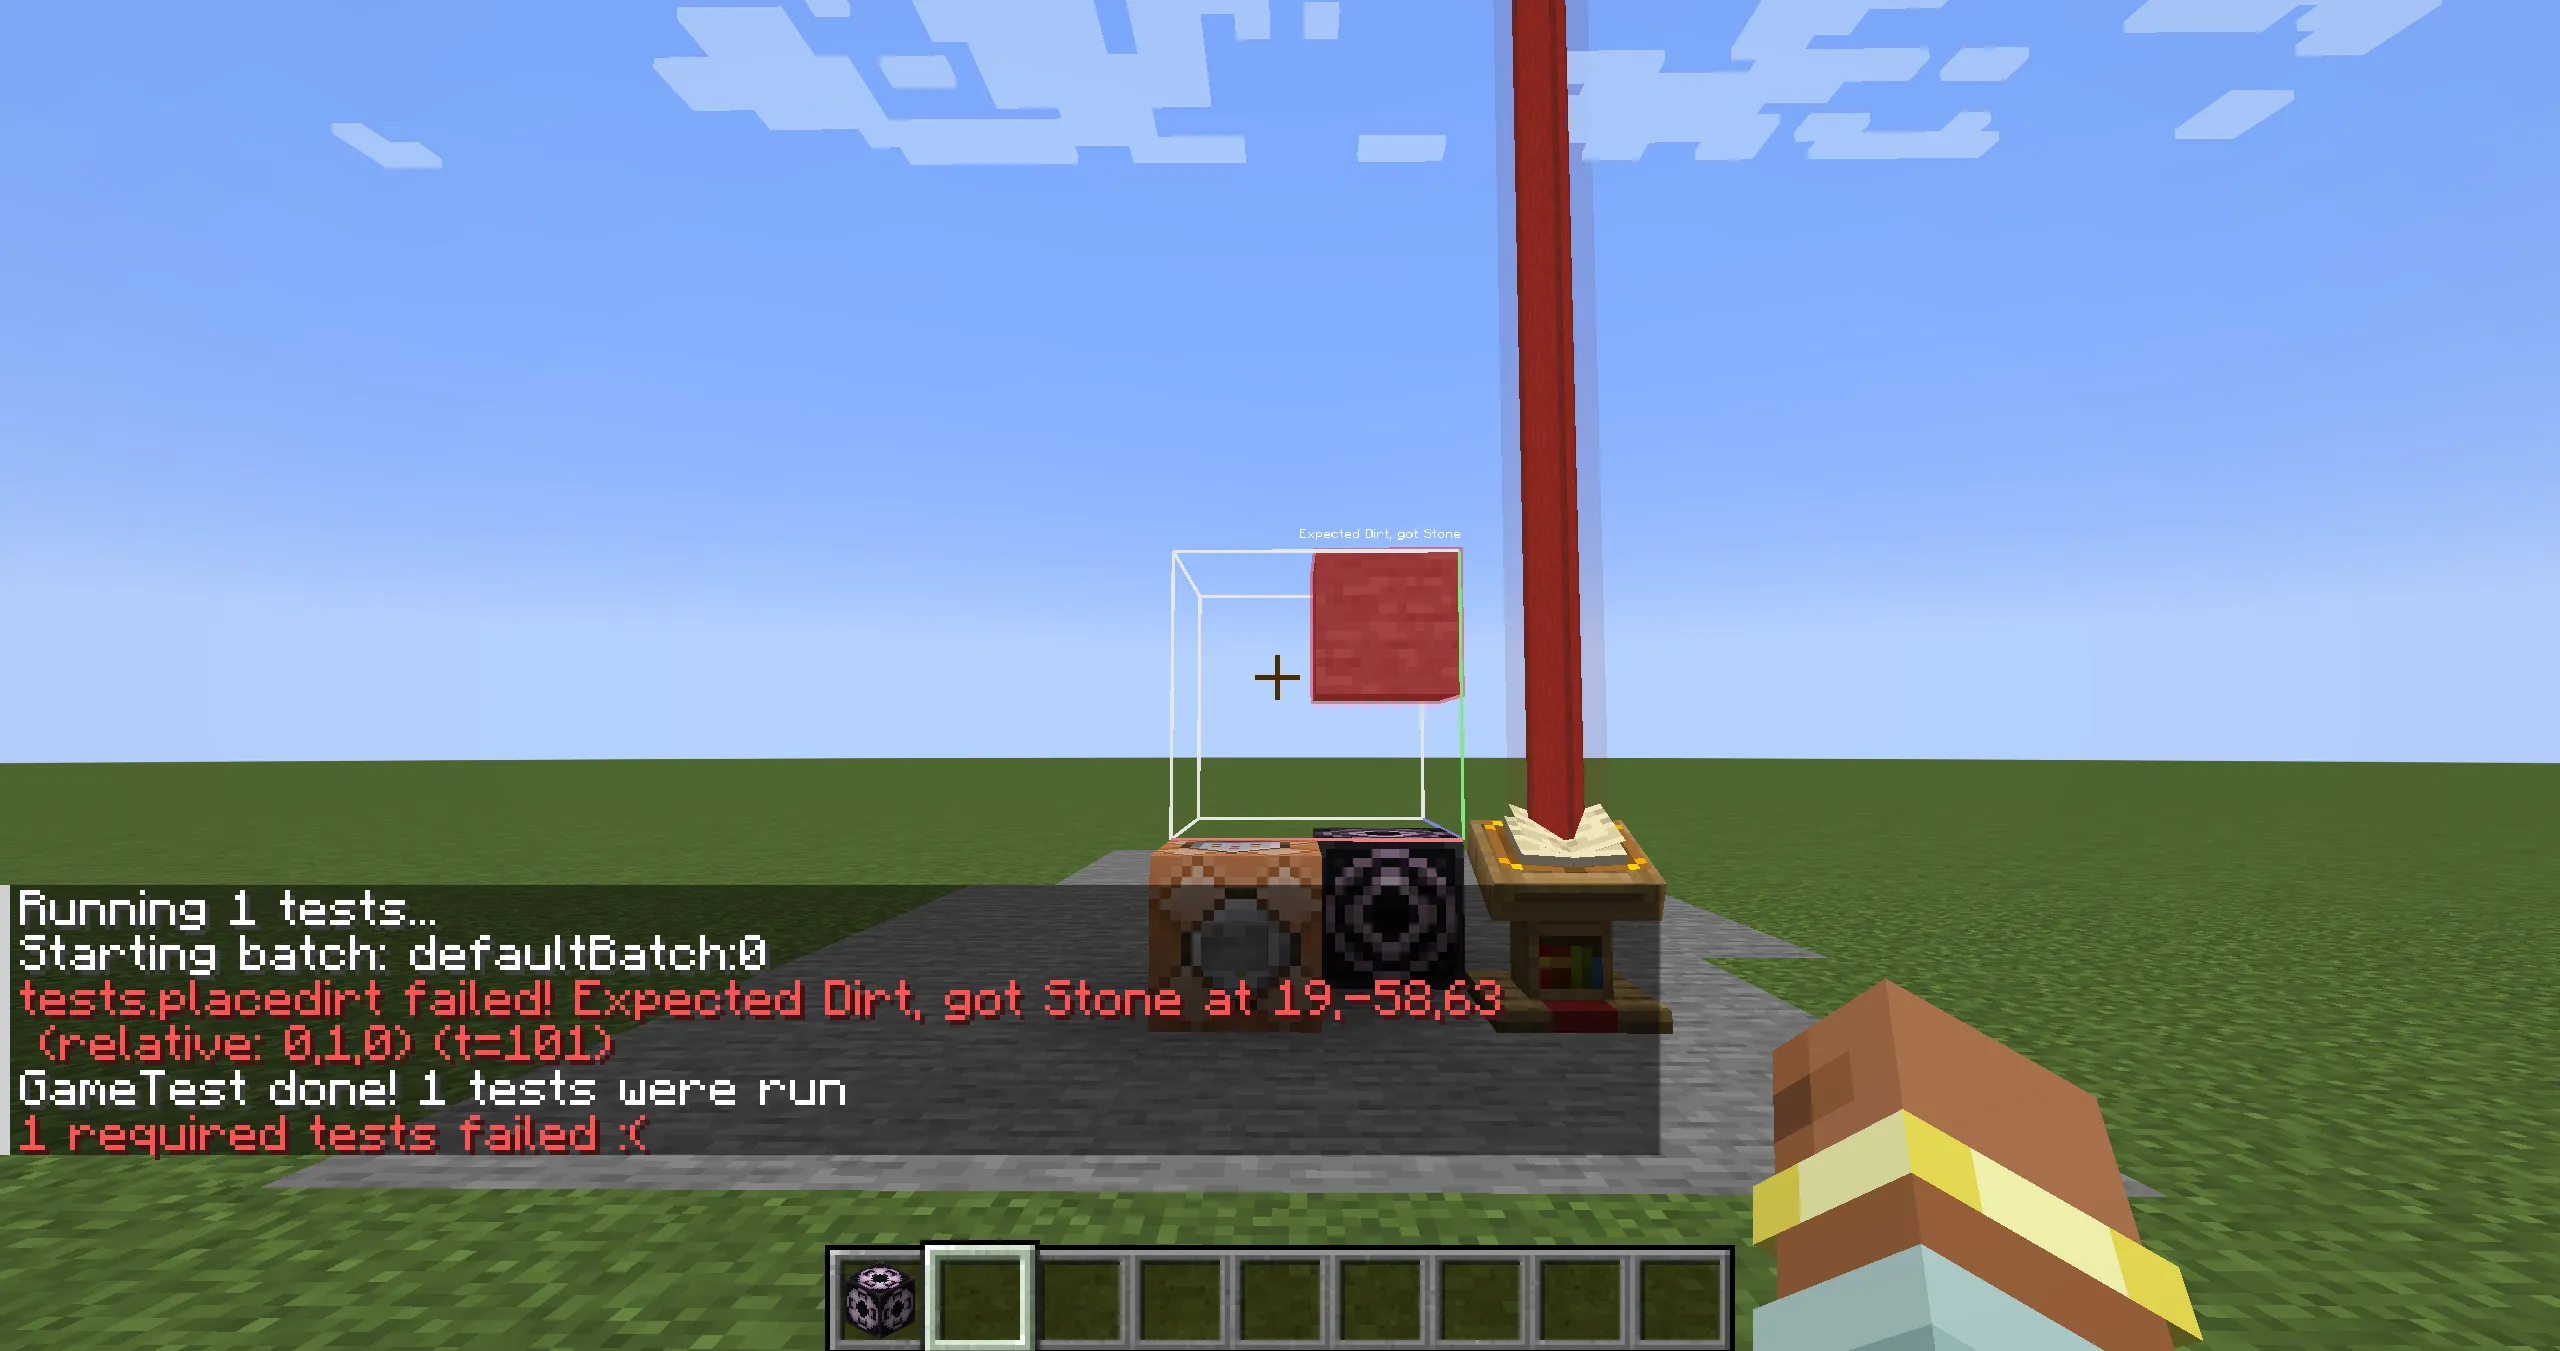 Expected Dirt, got Stone
Running 1 tests...
Starting batch: defaultBatch:0
tests.placedirt failed! Expected Dirt, got Stone at 19,-58,63
(relative: 0,1,0) (t=101)
GameTest done! 1 tests were run
1 required tests failed :(